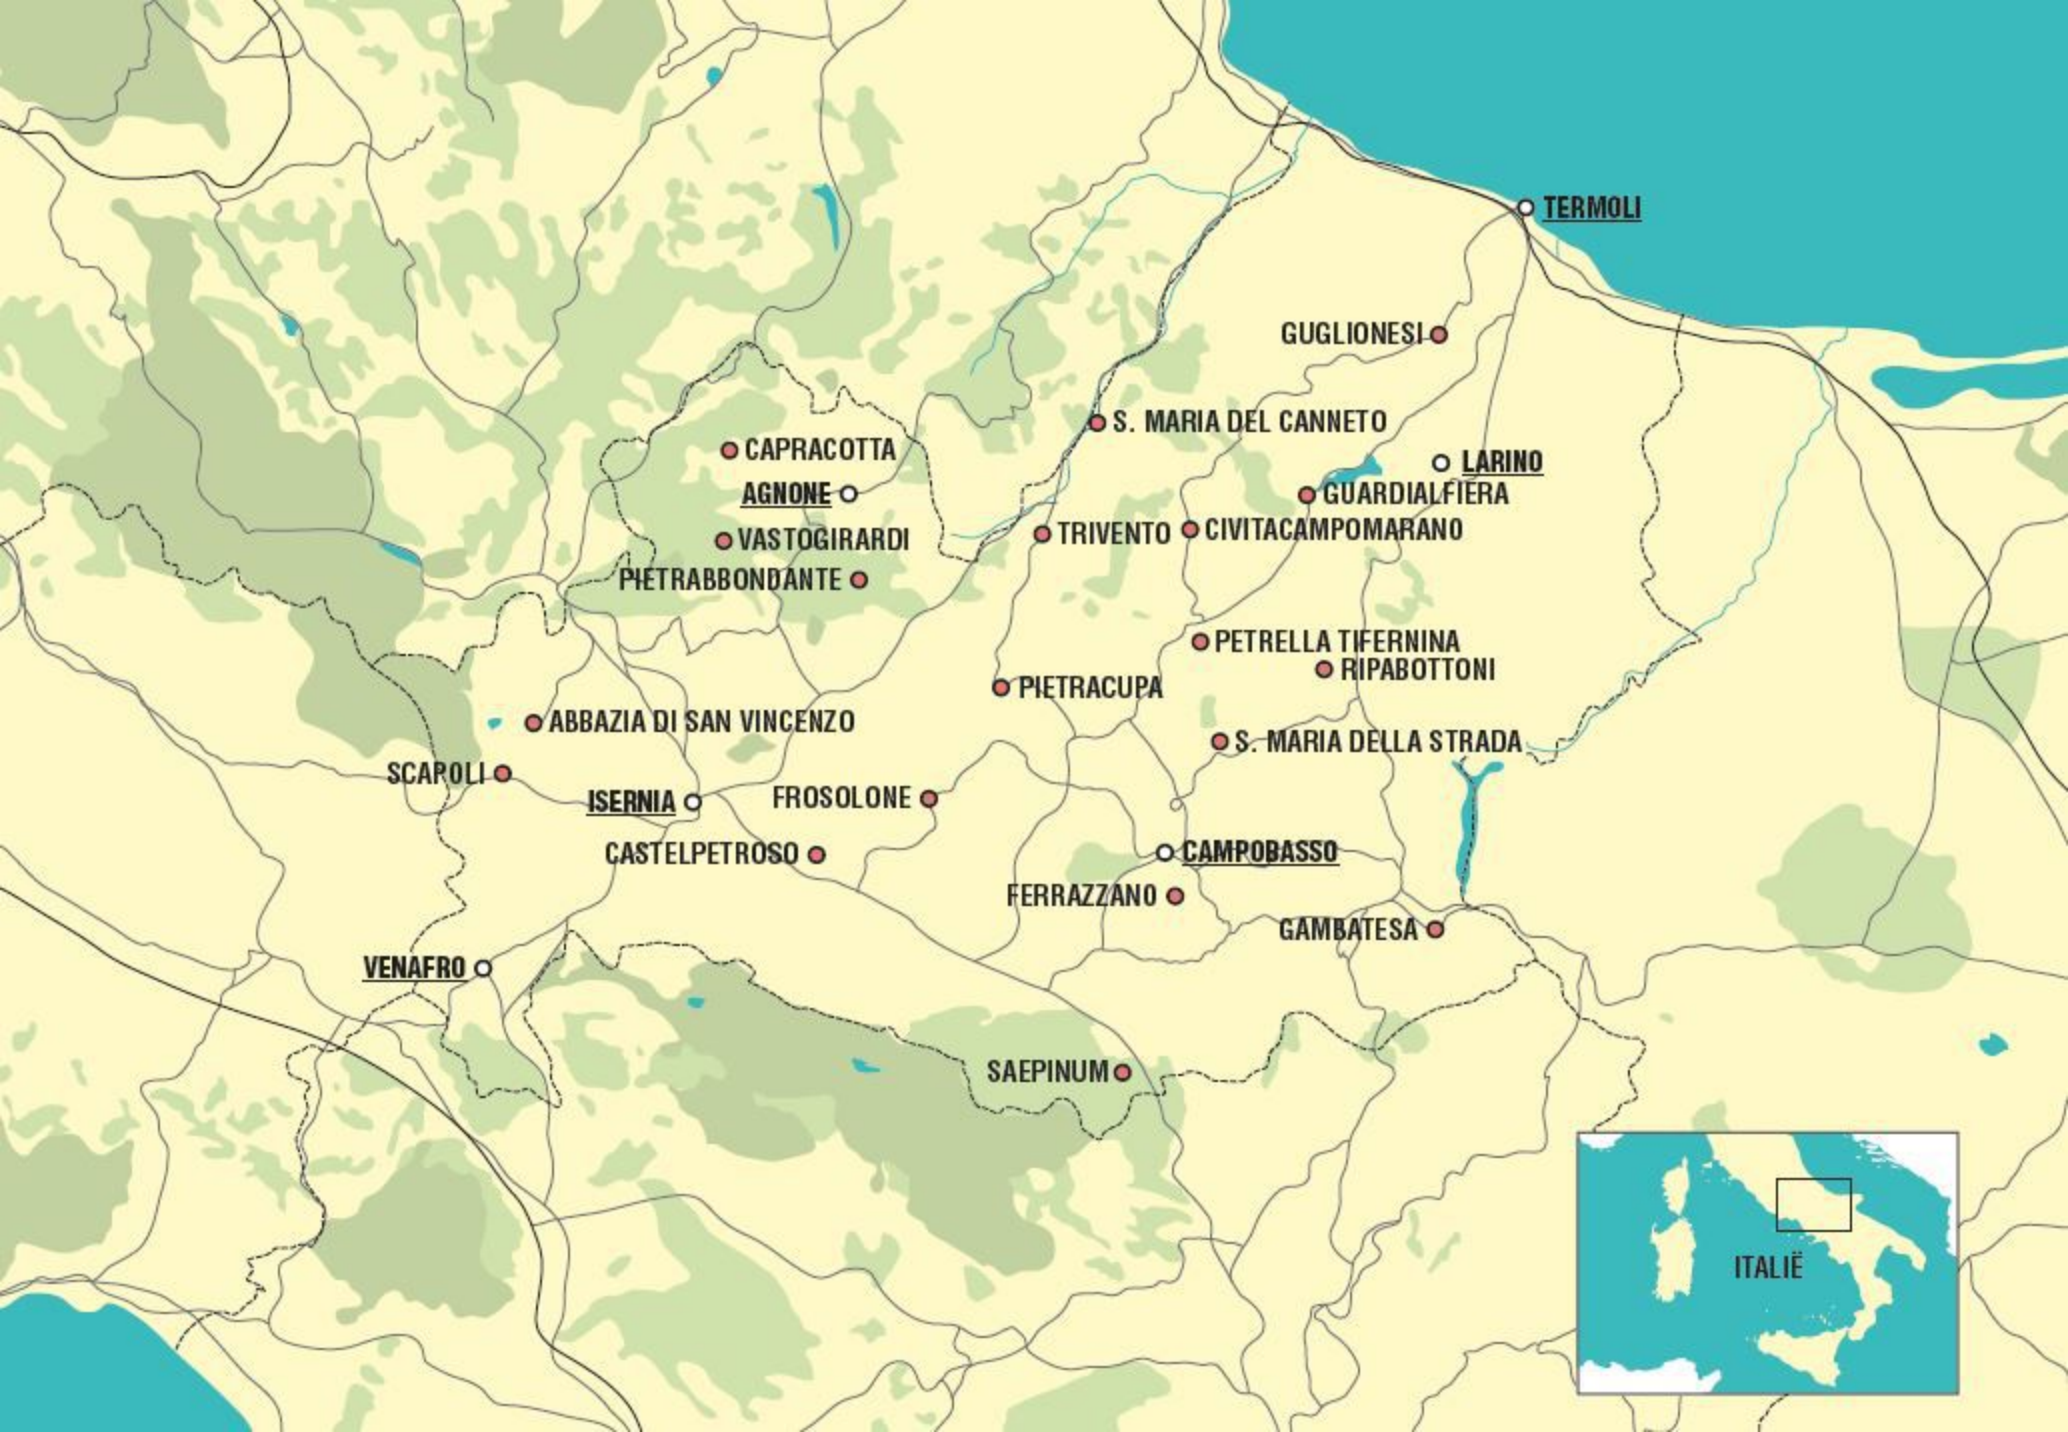 TERMOLI
GUGLIONESI
S. MARIA DEL CANNETO
CAPRACOTTA
LARINO
AGNONE
GUARDIALFIERA
TRIVENTO
CIVITACAMPOMARANO
VASTOGIRARDI
PIETRABBONDANTE
PETRELLA TIFERNINA
RIPABOTTONI
PIETRACUPA
ABBAZIA DI SAN VINCENZO
S. MARIA DELLA STRADA
SCAPOLI
ISERNIA
FROSOLONE
CASTELPETROSO
CAMPOBASSO
FERRAZZANO
GAMBATESA
VENAFRO
SAEPINUM
ITALIË